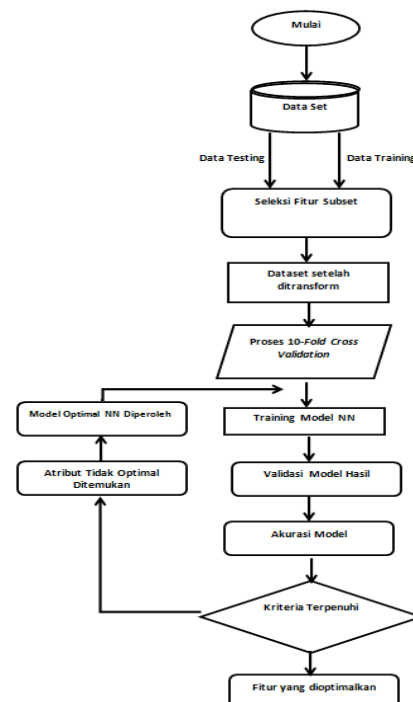 Mulai
Data Set
Data Testing
Data Training
Seleksi Fitur Subset
Dataset setelah
ditransform
Proses 10-Fold Cross
Validation
Model Optimal NN Diperoleh
Training Model NN
Atribut Tidak Optimal
Ditemukan
Validasi Model Hasil
Akurasi Model
Kriteria Terpenuhi
Fitur yang dioptimalkan